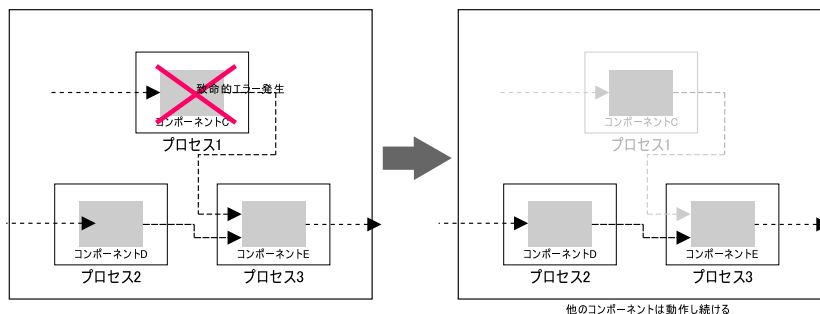 致命的エラー発生
コンポーネントC
プロセス1
コンポーネントD
プロセス2
コンポーネントE
プロセス3
コンポーネントC
プロセス1
コンポーネントD
プロセス2
コンポーネントE
プロセス3
他のコンポーネントは動作し続ける